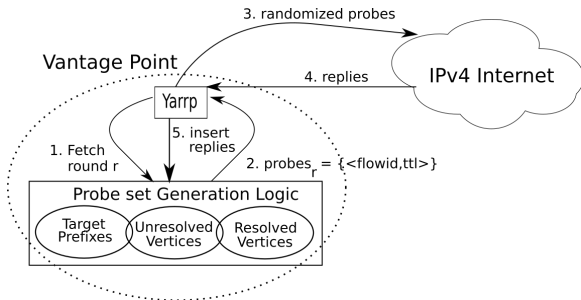 3. randomized probes
Vantage Point
IPv4 Internet
4. replies
Yarrp
5. insert
replies
1. Fetch
round r
2. probes_r = {<flowid,ttl>}
Probe set Generation Logic
Target
Prefixes
Unresolved
Vertices
Resolved
Vertices